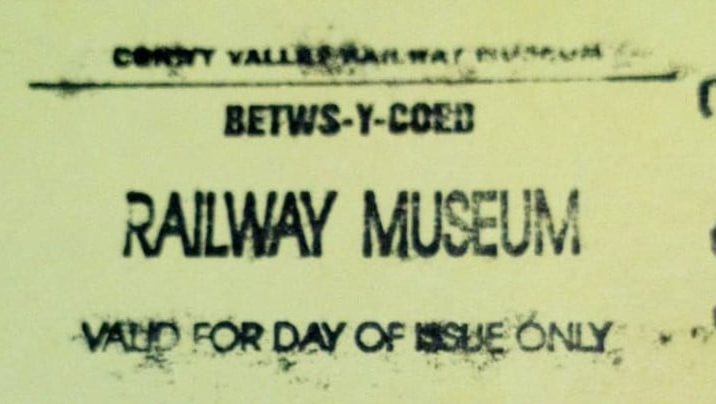 CONWY VALLEY RAILWAY MUSEUM
BETWS-Y-COED
RAILWAY MUSEUM
VALID FOR DAY OF ISSUE ONLY